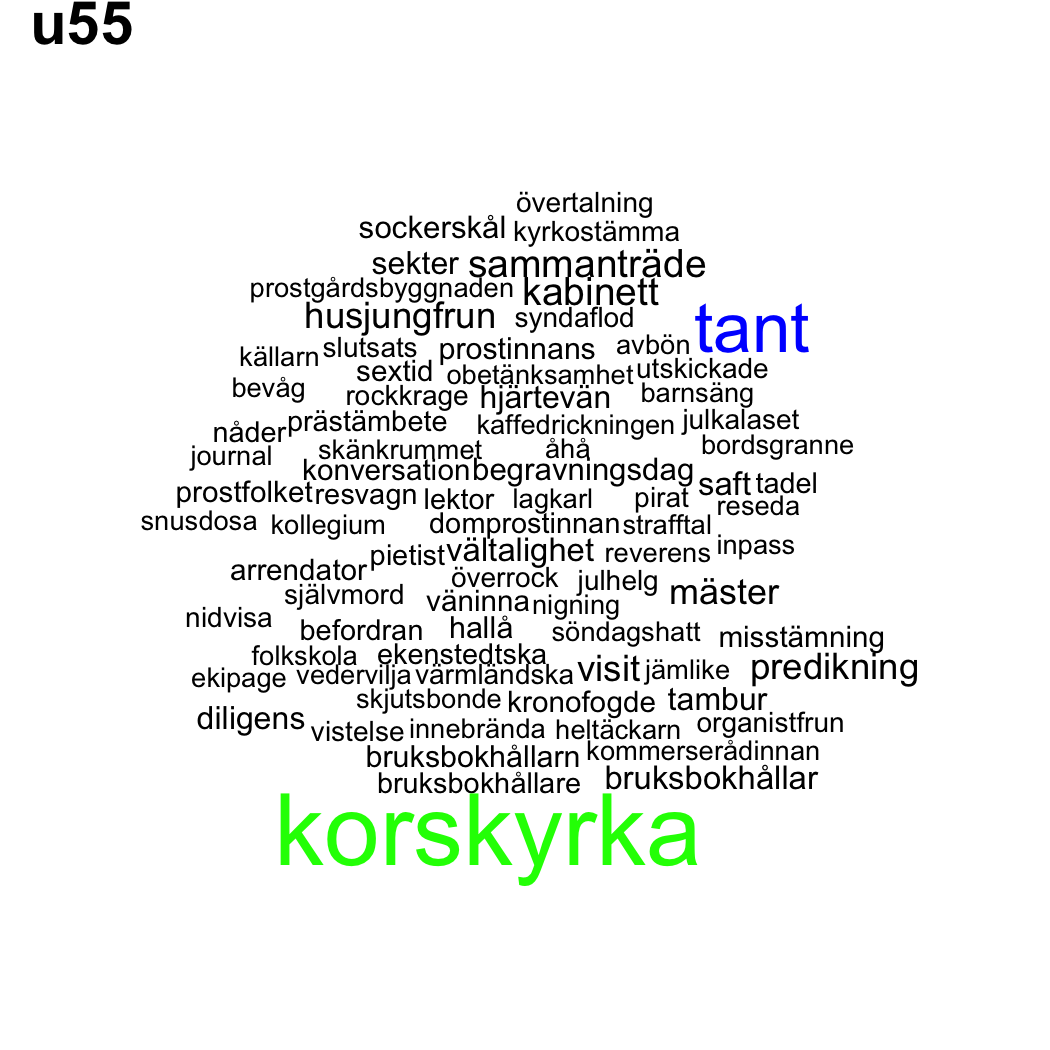 u55
övertalning
sockerskål kyrkostämma
sekter sammanträde
prostgårdsbyggnaden kabinett
husjungfrun syndaflod tant
källarn slutsats prostinnans avbön
sextid obetänksamhet utskickade
bevåg rockkrage hjärtevän barnsäng
nåder prästämbete kaffedrickningen julkalaset
journal skänkrummet åhå bordsgranne
konversation begravningsdag saft tadel
prostfolket resvagn lektor lagkarl pirat reseda
snusdosa kollegium domprostinnan strafftal
arrendator pietist vältalighet reverens inpass
självmord överrock julhelg mäster
nidvisa väninna nigning
befordran hallå söndagshatt misstämning
folkskola ekenstedtska
ekipage vedervilja värmländska visit jämlike predikning
skjutsbonde kronofogde tambur
diligens vistelse innebrända heltäckarn organistfrun
bruksbokhållarn kommerserådinnan
bruksbokhållare bruksbokhållar
korskyrka